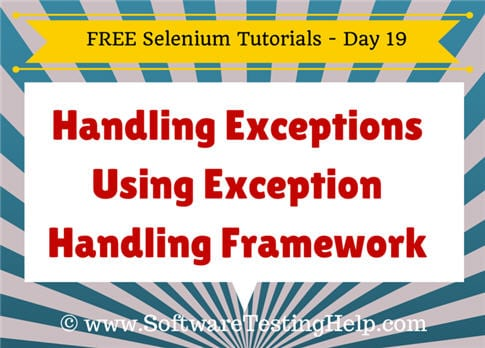 FREE Selenium Tutorials - Day 19
Handling Exceptions
Using Exception
Handling Framework
© www.SoftwareTestingHelp.com